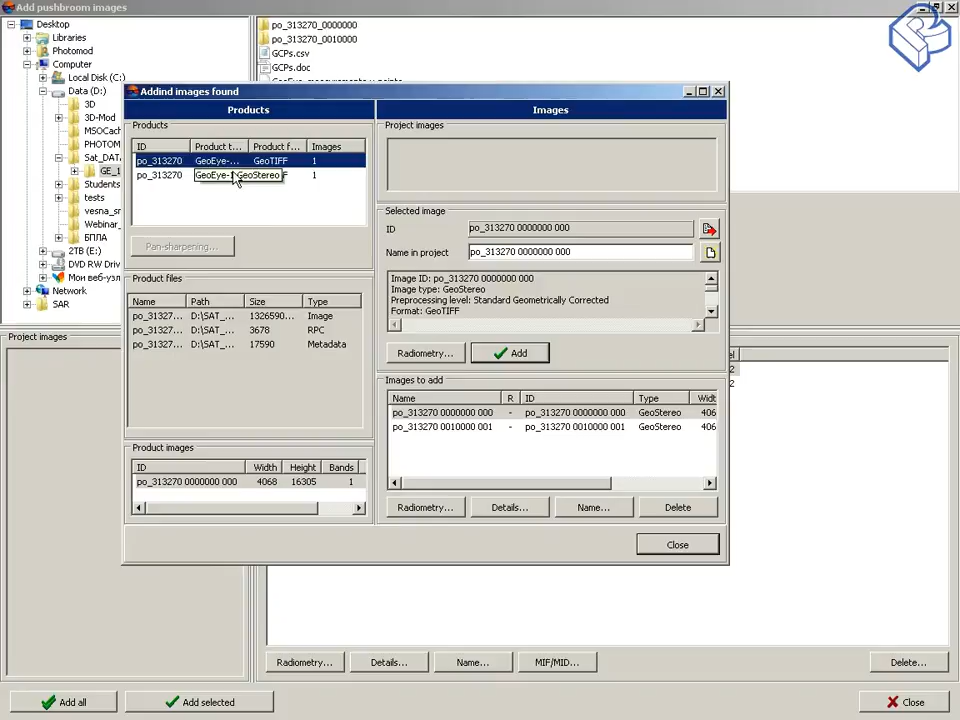 Add pushbroom images
Desktop
Libraries
Photomod
Computer
Local Disk (C:)
Data (D:)
3D
3D-Mod
MSOCach
PHOTOM
Sat_DATA
GE_1
Students
tests
vesna_sr
Webinar_
БПЛА
2TB (E:)
DVD RW Driv
Мои веб-узл
Network
SAR
po_313270_0000000
po_313270_0010000
GCPs.csv
GCPs.doc
Addind images found
Products
Images
Products
ID Product t... Product f... Images
po_313270 GeoEye-... GeoTIFF 1
po_313270 GeoEye-1 GeoStereo F 1
Pan-sharpening...
Product files
Name Path Size Type
po_31327... D:\SAT_... 1326590... Image
po_31327... D:\SAT_... 3678 RPC
po_31327... D:\SAT_... 17590 Metadata
Product images
ID Width Height Bands
po_313270 0000000 000 4068 16305 1
Project images
Selected image
ID po_313270 0000000 000
Name in project po_313270 0000000 000
Image ID: po_313270 0000000 000
Image type: GeoStereo
Preprocessing level: Standard Geometrically Corrected
Format: GeoTIFF
Radiometry... Add
Images to add
Name R ID Type Widt
po_313270 0000000 000 - po_313270 0000000 000 GeoStereo 406
po_313270 0010000 001 - po_313270 0010000 001 GeoStereo 406
Radiometry... Details... Name... Delete
Close
Project images
el
2
2
Radiometry... Details... Name... MIF/MID... Delete...
Add all Add selected Close